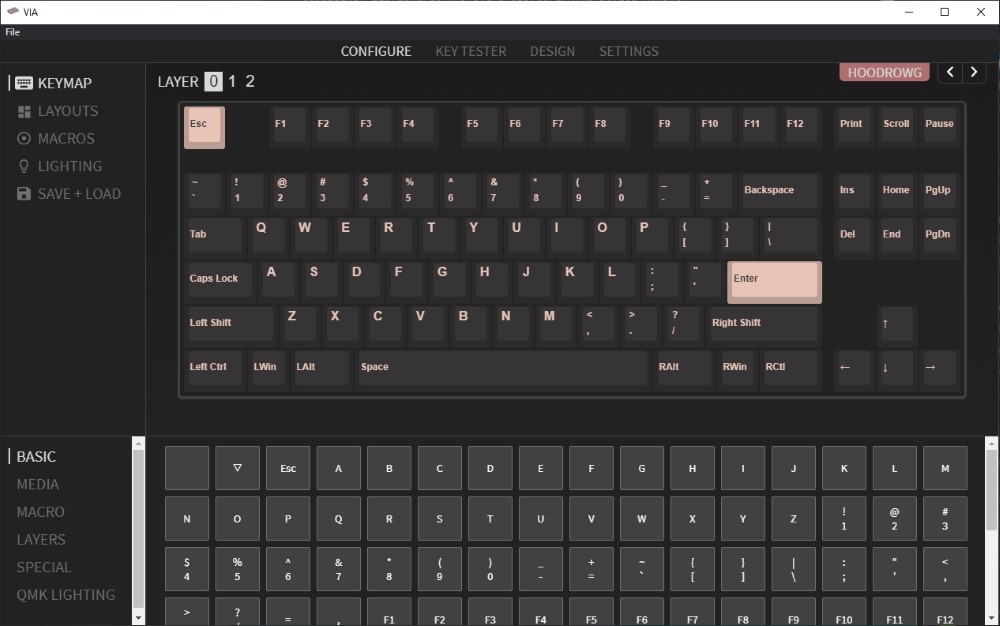 VIA
File
CONFIGURE KEY TESTER DESIGN SETTINGS
KEYMAP
LAYOUTS
MACROS
LIGHTING
SAVE + LOAD
LAYER 0 1 2
HOODROWG
Esc F1 F2 F3 F4 F5 F6 F7 F8 F9 F10 F11 F12 Print Scroll Pause
~ ! @ # $ % ^ & * ( ) _ + Backspace Ins Home PgUp
` 1 2 3 4 5 6 7 8 9 0 - =
Tab Q W E R T Y U I O P { } | Del End PgDn
[ ] \
Caps Lock A S D F G H J K L : " Enter
; '
Left Shift Z X C V B N M < > ? Right Shift ↑
, . /
Left Ctrl LWin LAlt Space RAlt RWin RCtl ← ↓ →
BASIC
MEDIA
MACRO
LAYERS
SPECIAL
QMK LIGHTING
▽ Esc A B C D E F G H I J K L M
N O P Q R S T U V W X Y Z ! @ #
1 2 3
$ % ^ & * ( ) _ + ~ { } | : " <
4 5 6 7 8 9 0 - = ` [ ] \ ; ' ,
> ? = , F1 F2 F3 F4 F5 F6 F7 F8 F9 F10 F11 F12